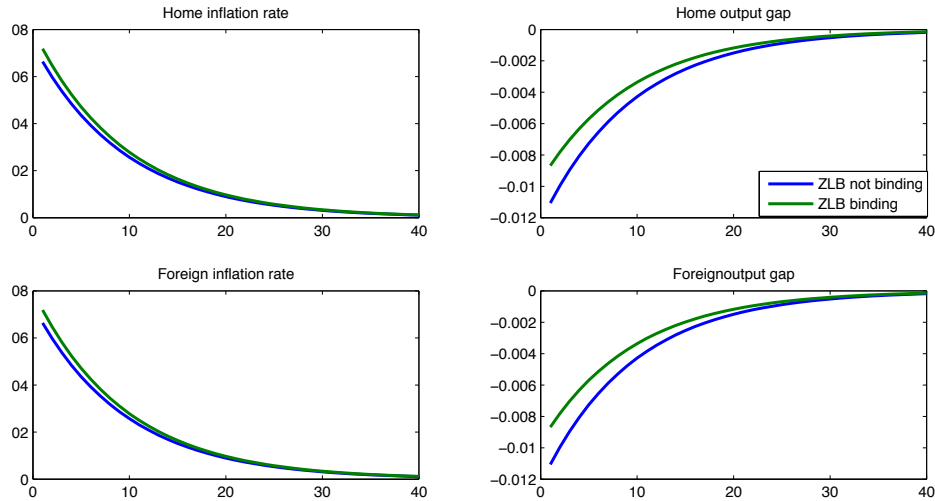 Home inflation rate
08
06
04
02
0
0 10 20 30 40
Home output gap
0
−0.002
−0.004
−0.006
−0.008
−0.01
−0.012
0 10 20 30 40
ZLB not binding
ZLB binding
Foreign inflation rate
08
06
04
02
0
0 10 20 30 40
Foreignoutput gap
0
−0.002
−0.004
−0.006
−0.008
−0.01
−0.012
0 10 20 30 40